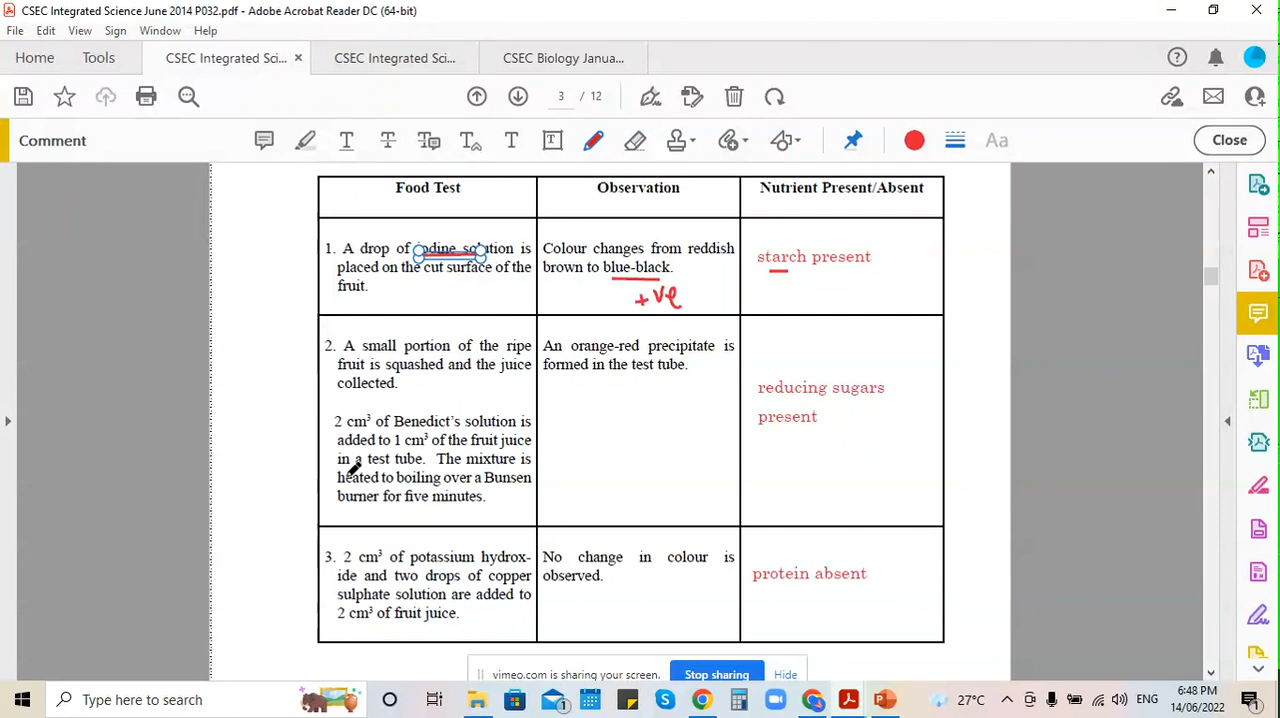 CSEC Integrated Science June 2014 P032.pdf - Adobe Acrobat Reader DC (64-bit)
File Edit View Sign Window Help
Home Tools CSEC Integrated Sci... × CSEC Integrated Sci... CSEC Biology Janua...
3 / 12
Comment
Close
Food Test
Observation
Nutrient Present/Absent
1. A drop of iodine solution is
placed on the cut surface of the
fruit.
Colour changes from reddish
brown to blue-black.
+ve
starch present
2. A small portion of the ripe
fruit is squashed and the juice
collected.
2 cm³ of Benedict's solution is
added to 1 cm³ of the fruit juice
in a test tube. The mixture is
heated to boiling over a Bunsen
burner for five minutes.
An orange-red precipitate is
formed in the test tube.
reducing sugars
present
3. 2 cm³ of potassium hydrox-
ide and two drops of copper
sulphate solution are added to
2 cm³ of fruit juice.
No change in colour is
observed.
protein absent
vimeo.com is sharing your screen. Stop sharing Hide
Type here to search
27°C ENG 6:48 PM
14/06/2022